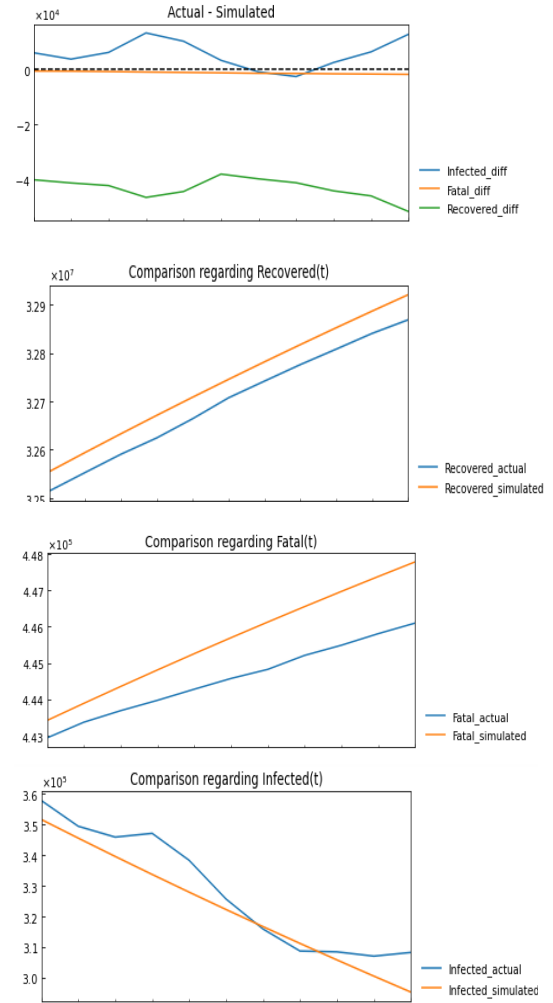 Actual - Simulated
×10⁴
0
−2
−4
Infected_diff
Fatal_diff
Recovered_diff
Comparison regarding Recovered(t)
×10⁷
3.29
3.28
3.27
3.26
3.25
Recovered_actual
Recovered_simulated
Comparison regarding Fatal(t)
×10⁵
4.48
4.47
4.46
4.45
4.44
4.43
Fatal_actual
Fatal_simulated
Comparison regarding Infected(t)
×10⁵
3.6
3.5
3.4
3.3
3.2
3.1
3.0
Infected_actual
Infected_simulated